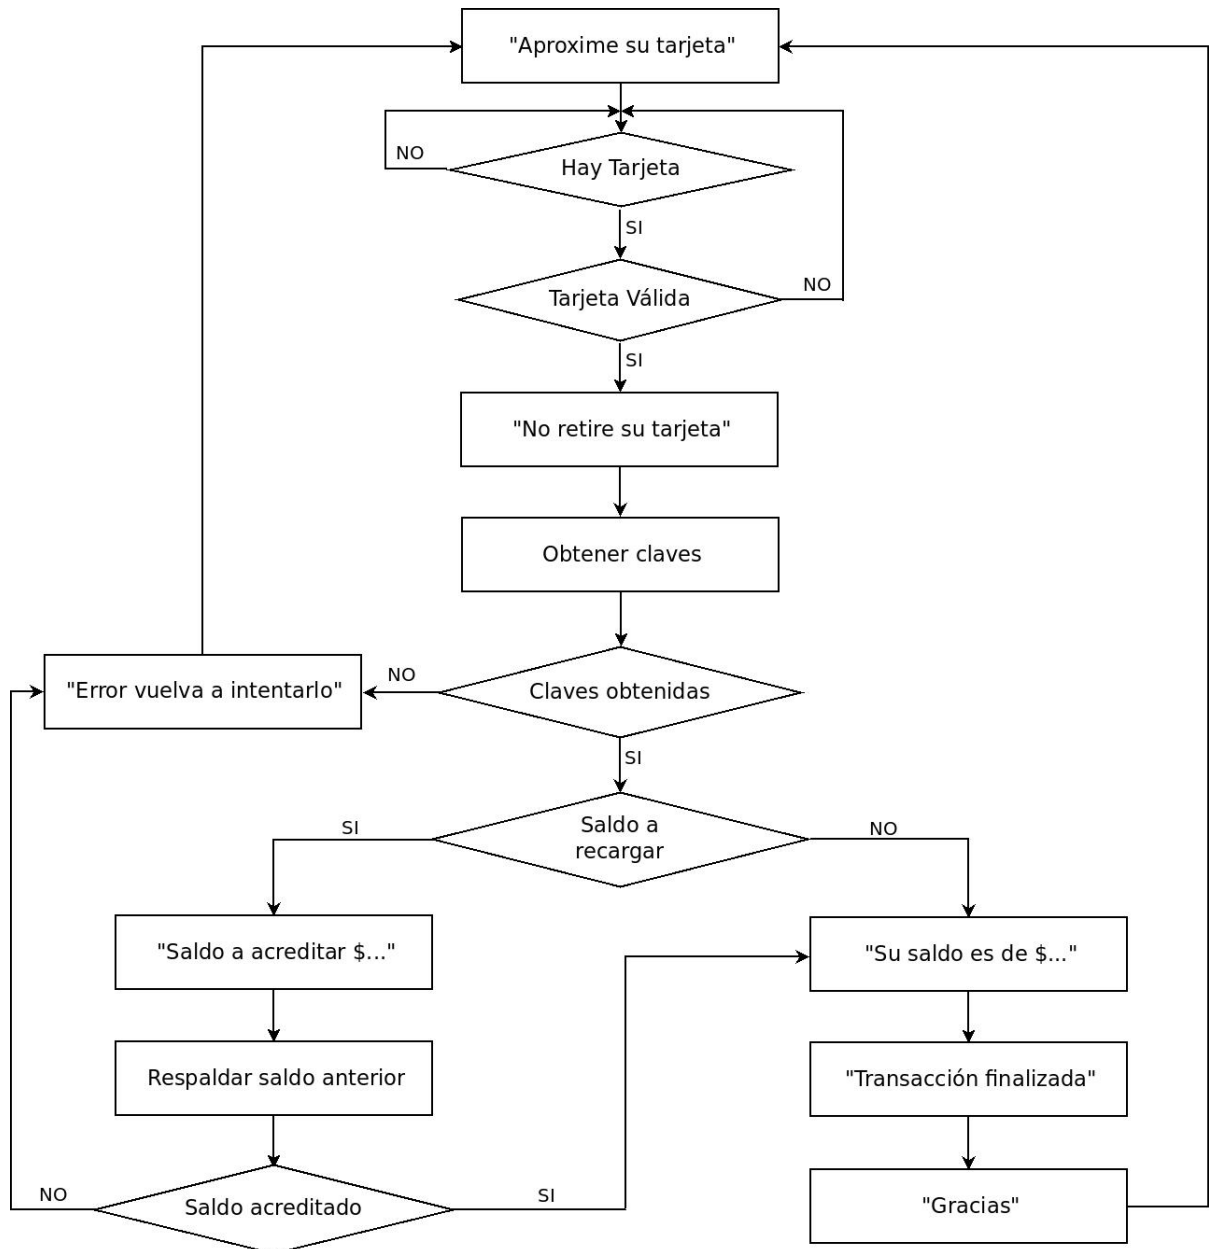 "Aproxime su tarjeta"
NO
Hay Tarjeta
SI
Tarjeta Válida
NO
SI
"No retire su tarjeta"
Obtener claves
"Error vuelva a intentarlo"
NO
Claves obtenidas
SI
SI
Saldo a
recargar
NO
"Saldo a acreditar $..."
"Su saldo es de $..."
Respaldar saldo anterior
"Transacción finalizada"
NO
Saldo acreditado
SI
"Gracias"